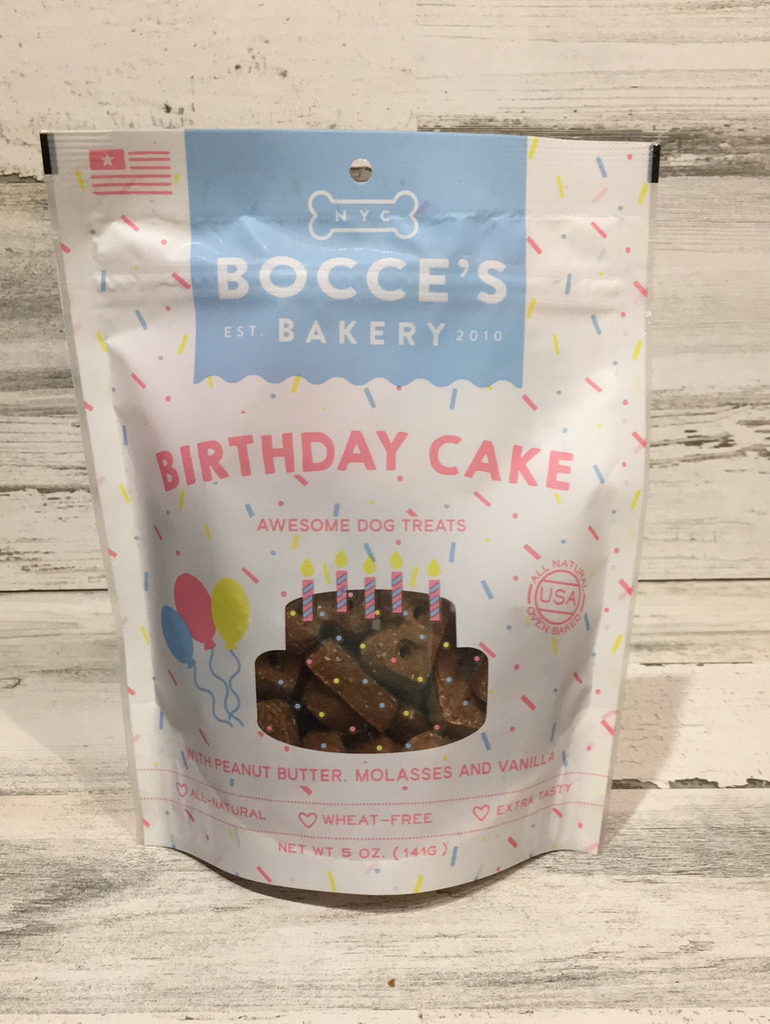 NYC
BOCCE'S
EST. BAKERY 2010
BIRTHDAY CAKE
AWESOME DOG TREATS
ALL NATURAL
USA
OVEN BAKED
WITH PEANUT BUTTER. MOLASSES AND VANILLA
ALL-NATURAL WHEAT-FREE EXTRA TASTY
NET WT 5 OZ. (141G)